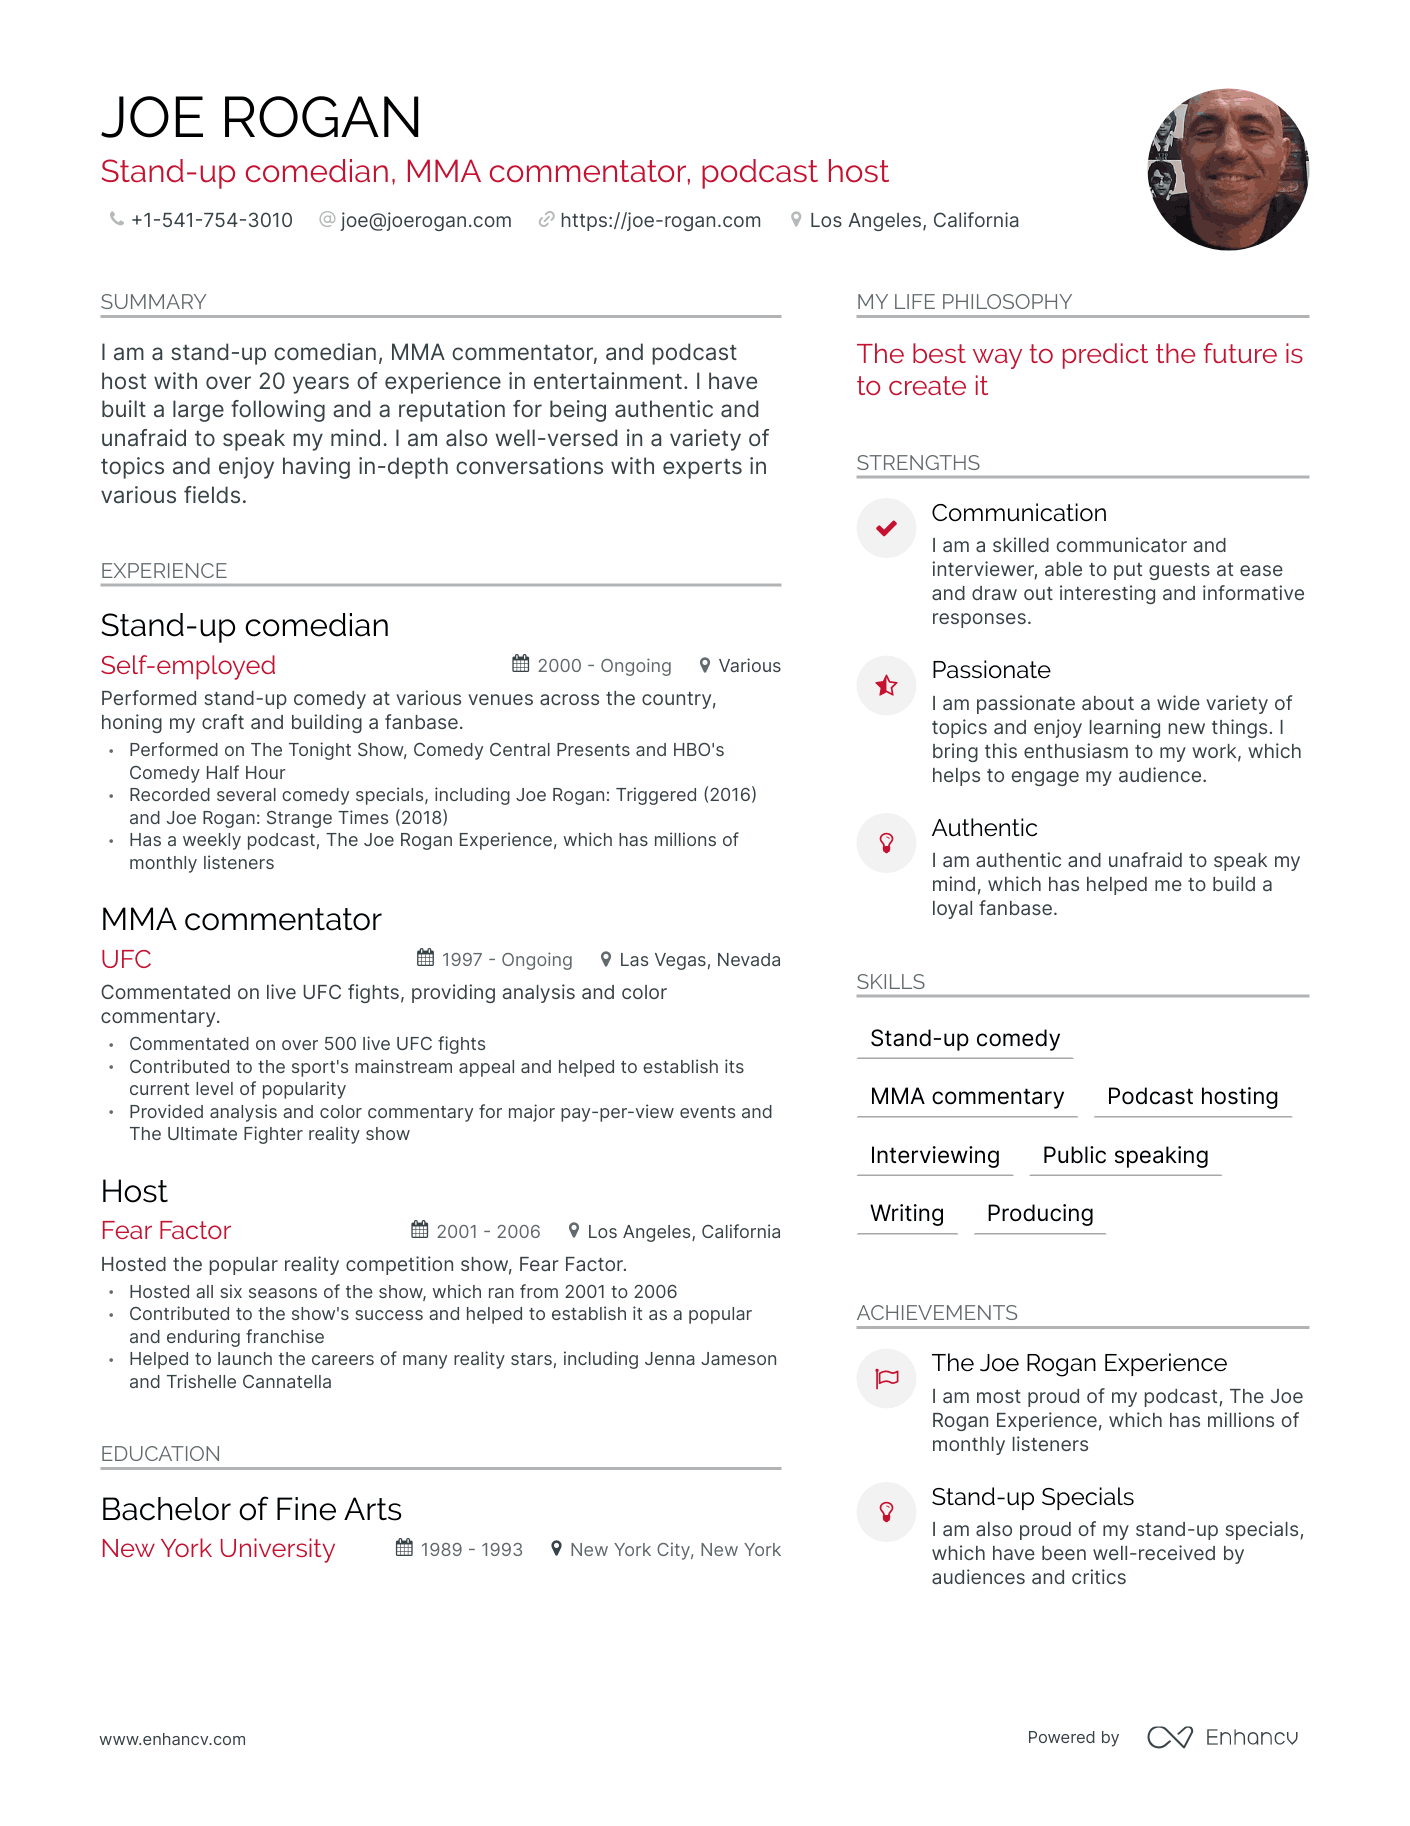 JOE ROGAN
Stand-up comedian, MMA commentator, podcast host
+1-541-754-3010 joe@joerogan.com https://joe-rogan.com Los Angeles, California
SUMMARY
I am a stand-up comedian, MMA commentator, and podcast
host with over 20 years of experience in entertainment. I have
built a large following and a reputation for being authentic and
unafraid to speak my mind. I am also well-versed in a variety of
topics and enjoy having in-depth conversations with experts in
various fields.
EXPERIENCE
Stand-up comedian
Self-employed 2000 - Ongoing Various
Performed stand-up comedy at various venues across the country,
honing my craft and building a fanbase.
• Performed on The Tonight Show, Comedy Central Presents and HBO's
Comedy Half Hour
• Recorded several comedy specials, including Joe Rogan: Triggered (2016)
and Joe Rogan: Strange Times (2018)
• Has a weekly podcast, The Joe Rogan Experience, which has millions of
monthly listeners
MMA commentator
UFC 1997 - Ongoing Las Vegas, Nevada
Commentated on live UFC fights, providing analysis and color
commentary.
• Commentated on over 500 live UFC fights
• Contributed to the sport's mainstream appeal and helped to establish its
current level of popularity
• Provided analysis and color commentary for major pay-per-view events and
The Ultimate Fighter reality show
Host
Fear Factor 2001 - 2006 Los Angeles, California
Hosted the popular reality competition show, Fear Factor.
• Hosted all six seasons of the show, which ran from 2001 to 2006
• Contributed to the show's success and helped to establish it as a popular
and enduring franchise
• Helped to launch the careers of many reality stars, including Jenna Jameson
and Trishelle Cannatella
EDUCATION
Bachelor of Fine Arts
New York University 1989 - 1993 New York City, New York
MY LIFE PHILOSOPHY
The best way to predict the future is
to create it
STRENGTHS
Communication
I am a skilled communicator and
interviewer, able to put guests at ease
and draw out interesting and informative
responses.
Passionate
I am passionate about a wide variety of
topics and enjoy learning new things. I
bring this enthusiasm to my work, which
helps to engage my audience.
Authentic
I am authentic and unafraid to speak my
mind, which has helped me to build a
loyal fanbase.
SKILLS
Stand-up comedy
MMA commentary Podcast hosting
Interviewing Public speaking
Writing Producing
ACHIEVEMENTS
The Joe Rogan Experience
I am most proud of my podcast, The Joe
Rogan Experience, which has millions of
monthly listeners
Stand-up Specials
I am also proud of my stand-up specials,
which have been well-received by
audiences and critics
www.enhancv.com
Powered by Enhancv